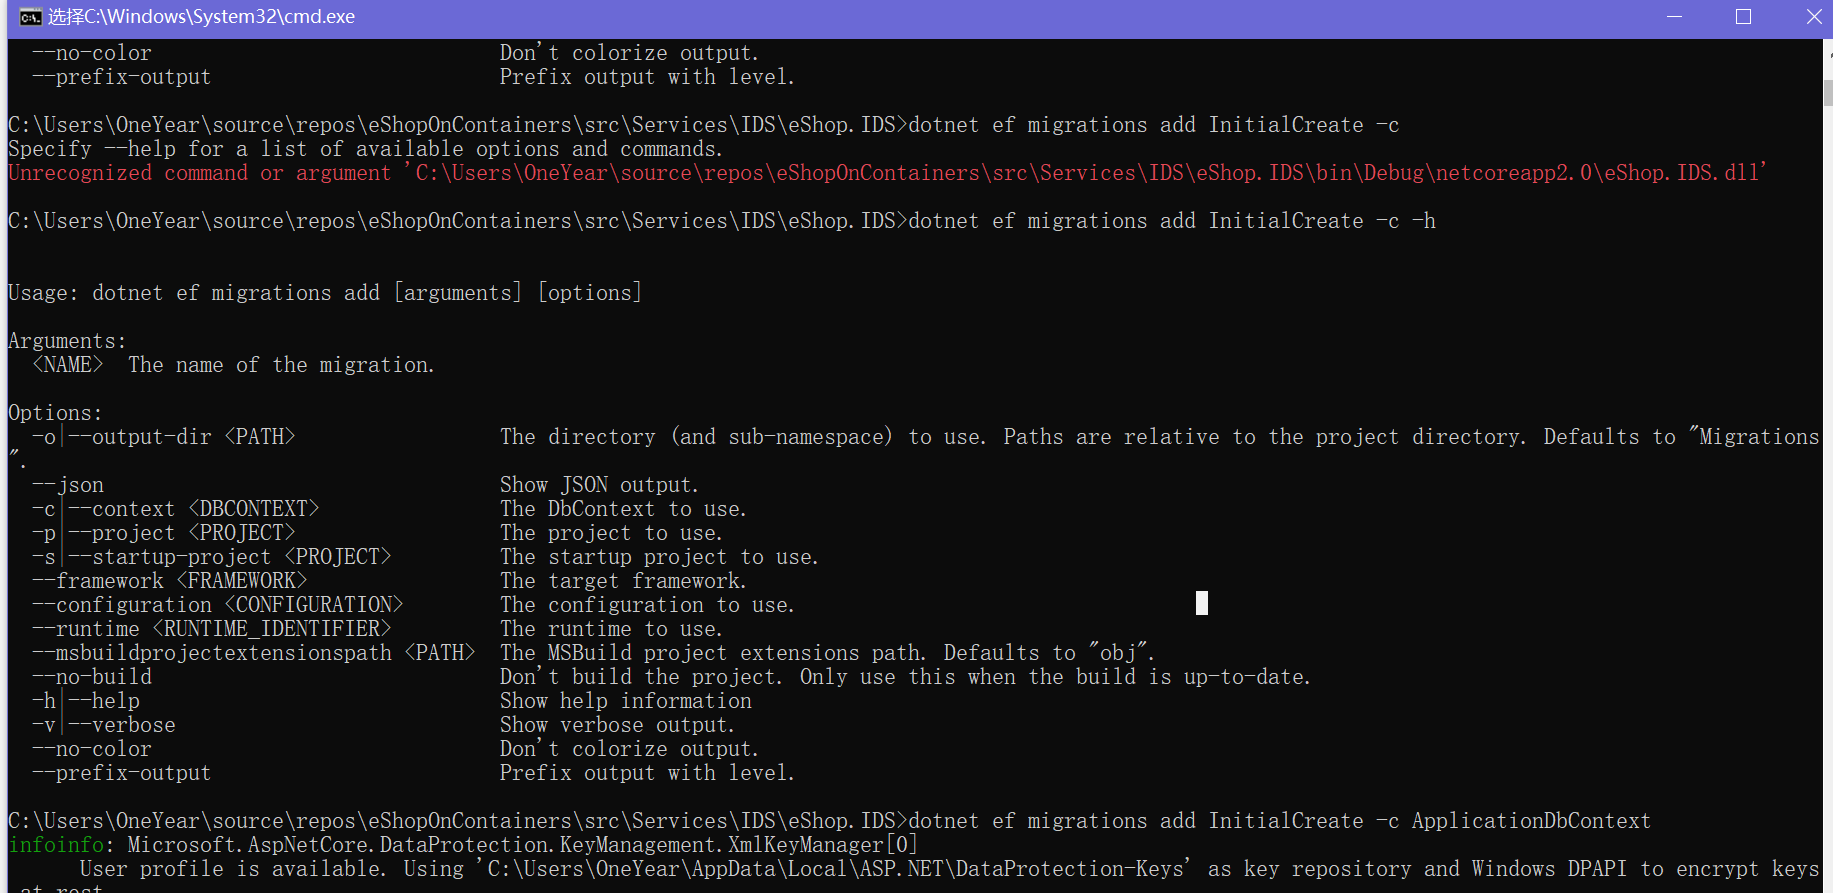 选择C:\Windows\System32\cmd.exe
--no-color Don't colorize output.
--prefix-output Prefix output with level.
C:\Users\OneYear\source\repos\eShopOnContainers\src\Services\IDS\eShop.IDS>dotnet ef migrations add InitialCreate -c
Specify --help for a list of available options and commands.
Unrecognized command or argument 'C:\Users\OneYear\source\repos\eShopOnContainers\src\Services\IDS\eShop.IDS\bin\Debug\netcoreapp2.0\eShop.IDS.dll'
C:\Users\OneYear\source\repos\eShopOnContainers\src\Services\IDS\eShop.IDS>dotnet ef migrations add InitialCreate -c -h
Usage: dotnet ef migrations add [arguments] [options]
Arguments:
<NAME> The name of the migration.
Options:
-o|--output-dir <PATH> The directory (and sub-namespace) to use. Paths are relative to the project directory. Defaults to "Migrations
".
--json Show JSON output.
-c|--context <DBCONTEXT> The DbContext to use.
-p|--project <PROJECT> The project to use.
-s|--startup-project <PROJECT> The startup project to use.
--framework <FRAMEWORK> The target framework.
--configuration <CONFIGURATION> The configuration to use.
--runtime <RUNTIME_IDENTIFIER> The runtime to use.
--msbuildprojectextensionspath <PATH> The MSBuild project extensions path. Defaults to "obj".
--no-build Don't build the project. Only use this when the build is up-to-date.
-h|--help Show help information
-v|--verbose Show verbose output.
--no-color Don't colorize output.
--prefix-output Prefix output with level.
C:\Users\OneYear\source\repos\eShopOnContainers\src\Services\IDS\eShop.IDS>dotnet ef migrations add InitialCreate -c ApplicationDbContext
infoinfo: Microsoft.AspNetCore.DataProtection.KeyManagement.XmlKeyManager[0]
User profile is available. Using 'C:\Users\OneYear\AppData\Local\ASP.NET\DataProtection-Keys' as key repository and Windows DPAPI to encrypt keys
at rest